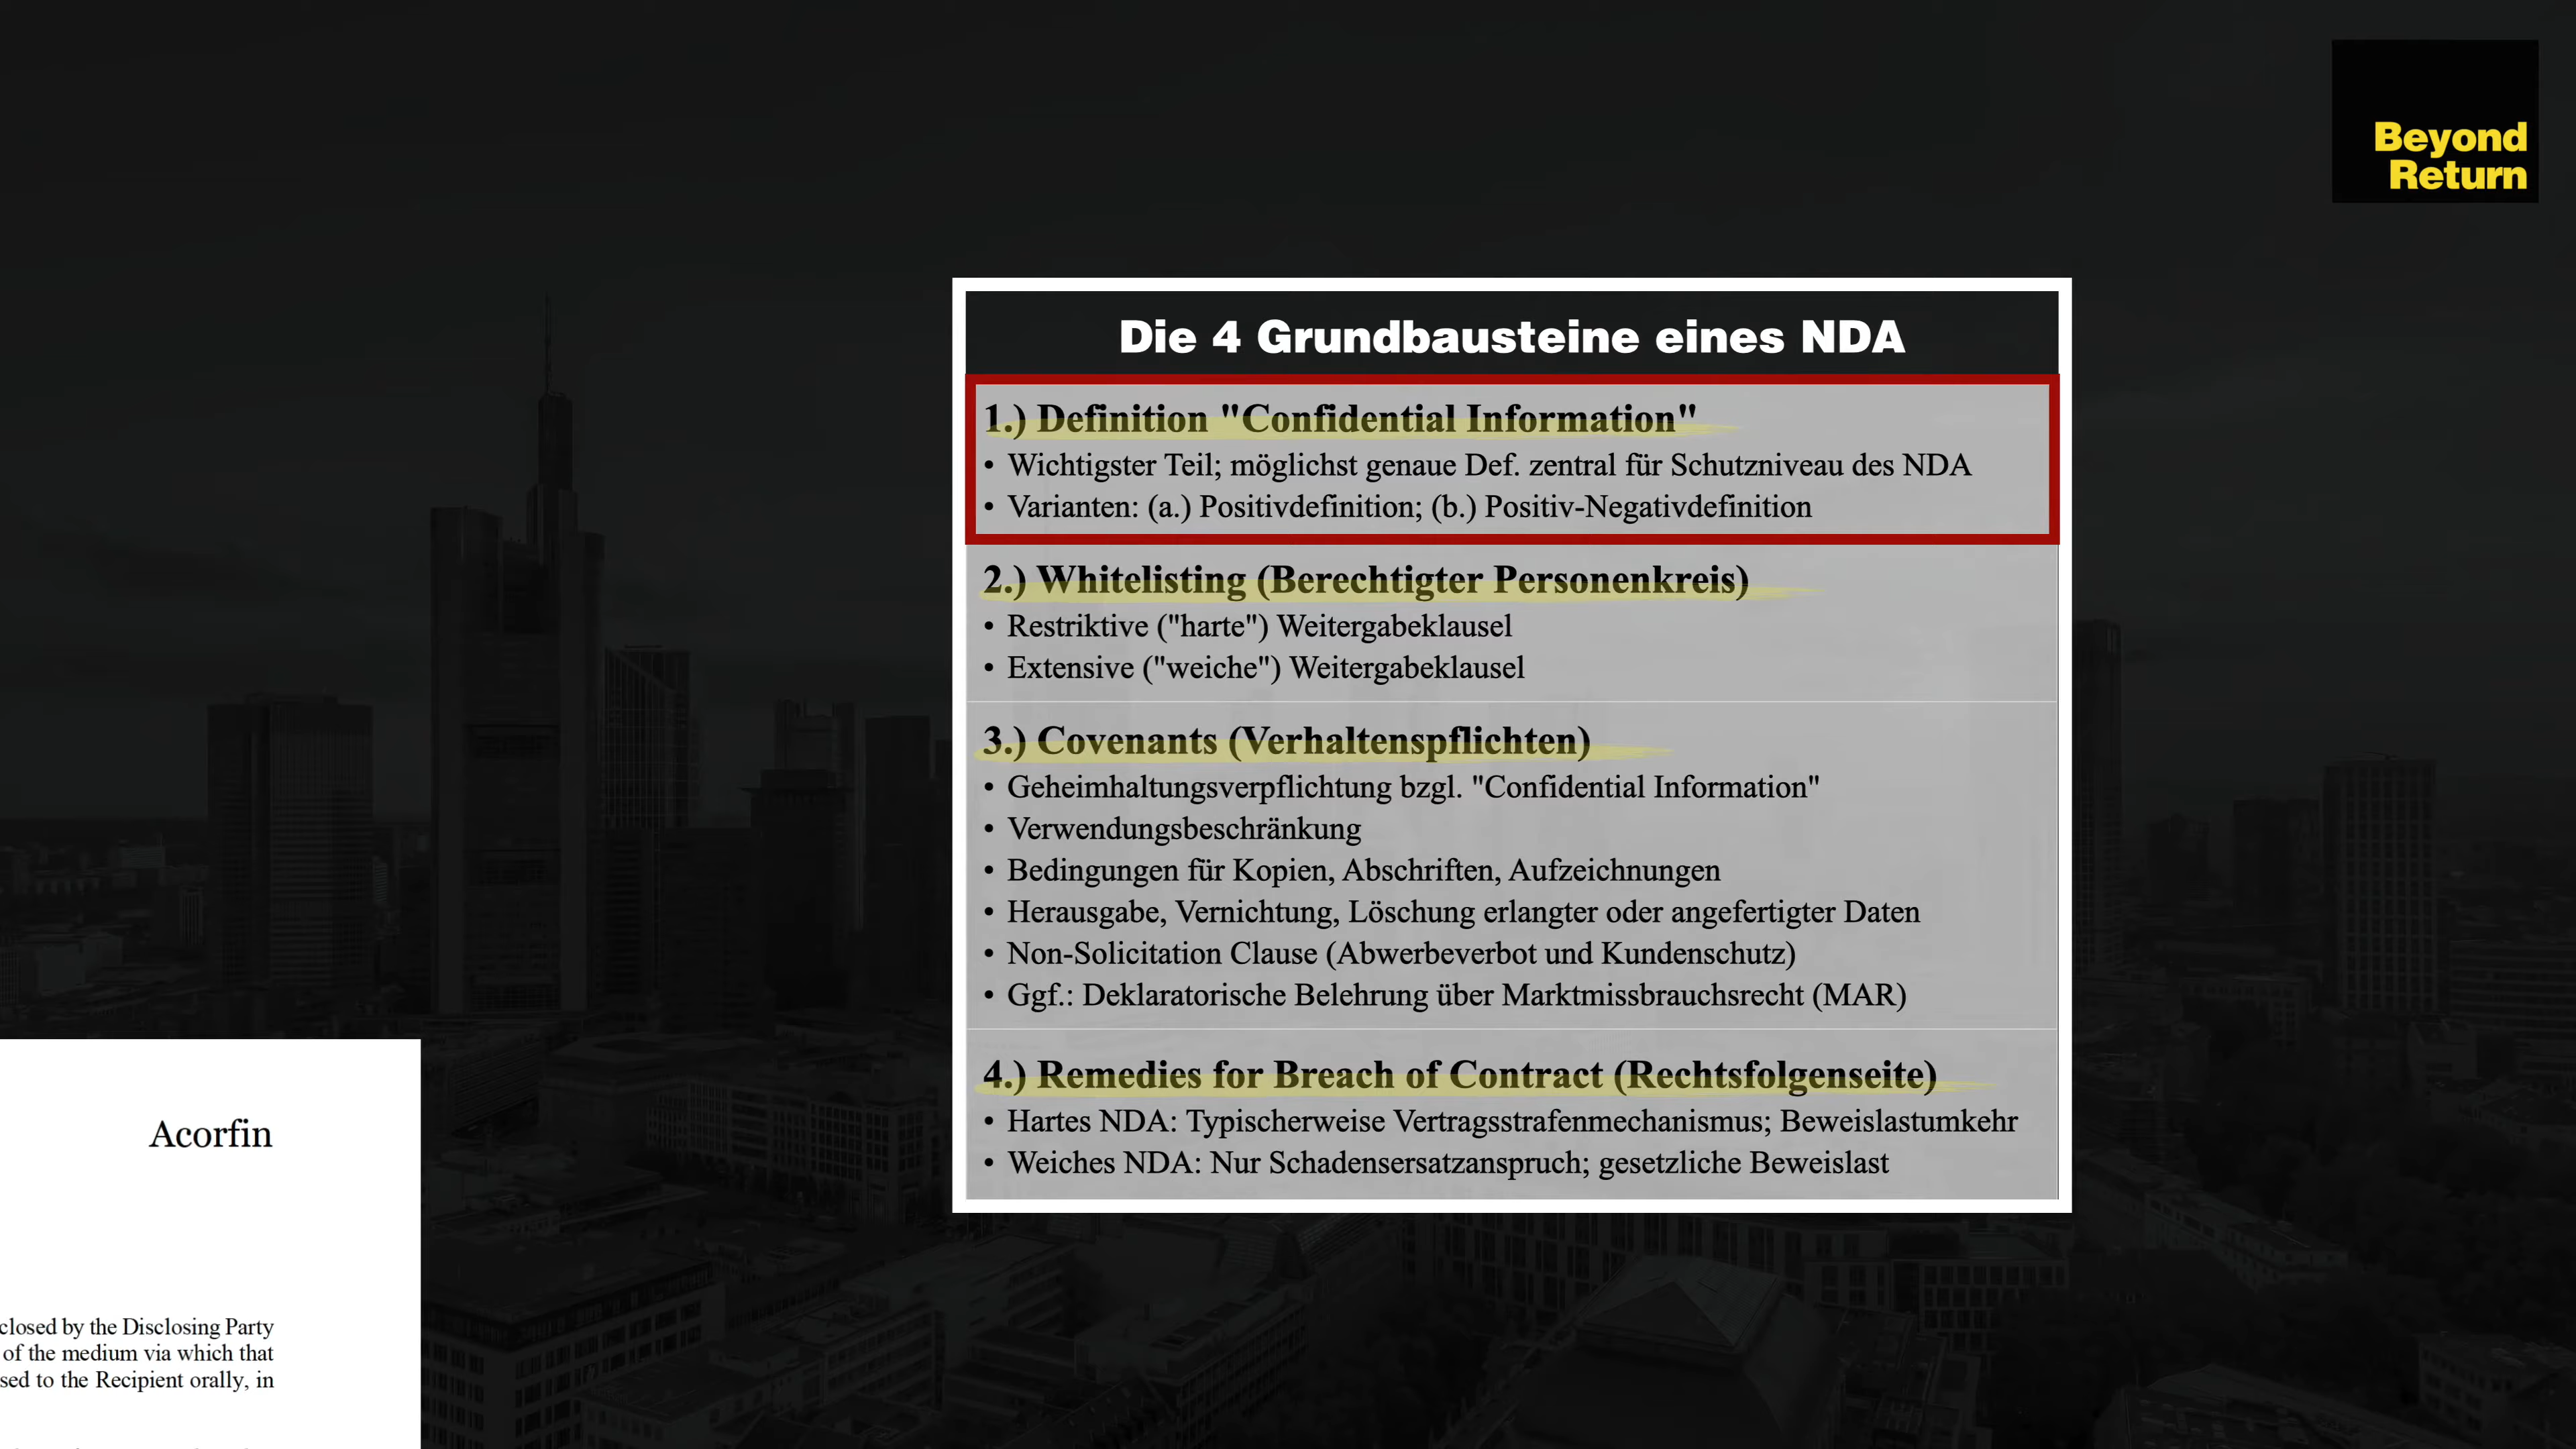 Beyond
Return
Die 4 Grundbausteine eines NDA
1.) Definition "Confidential Information"
• Wichtigster Teil; möglichst genaue Def. zentral für Schutzniveau des NDA
• Varianten: (a.) Positivdefinition; (b.) Positiv-Negativdefinition
2.) Whitelisting (Berechtigter Personenkreis)
• Restriktive ("harte") Weitergabeklausel
• Extensive ("weiche") Weitergabeklausel
3.) Covenants (Verhaltenspflichten)
• Geheimhaltungsverpflichtung bzgl. "Confidential Information"
• Verwendungsbeschränkung
• Bedingungen für Kopien, Abschriften, Aufzeichnungen
• Herausgabe, Vernichtung, Löschung erlangter oder angefertigter Daten
• Non-Solicitation Clause (Abwerbeverbot und Kundenschutz)
• Ggf.: Deklaratorische Belehrung über Marktmissbrauchsrecht (MAR)
4.) Remedies for Breach of Contract (Rechtsfolgenseite)
• Hartes NDA: Typischerweise Vertragsstrafenmechanismus; Beweislastumkehr
• Weiches NDA: Nur Schadensersatzanspruch; gesetzliche Beweislast
Acorfin
closed by the Disclosing Party
of the medium via which that
sed to the Recipient orally, in